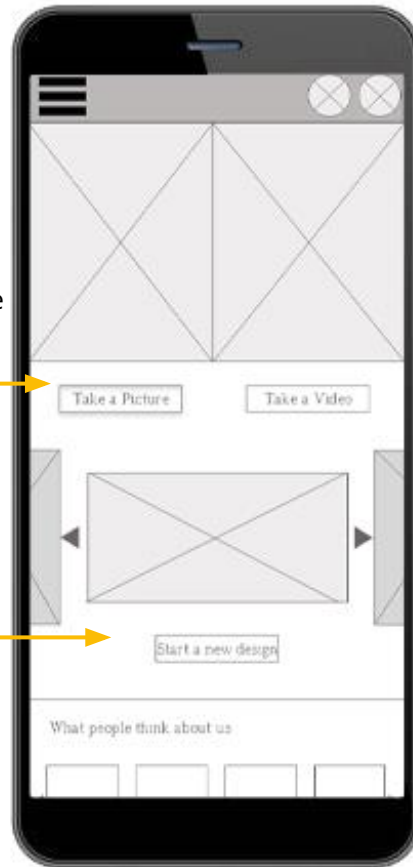 e
Take a Picture
Take a Video
Start a new design
What people think about us